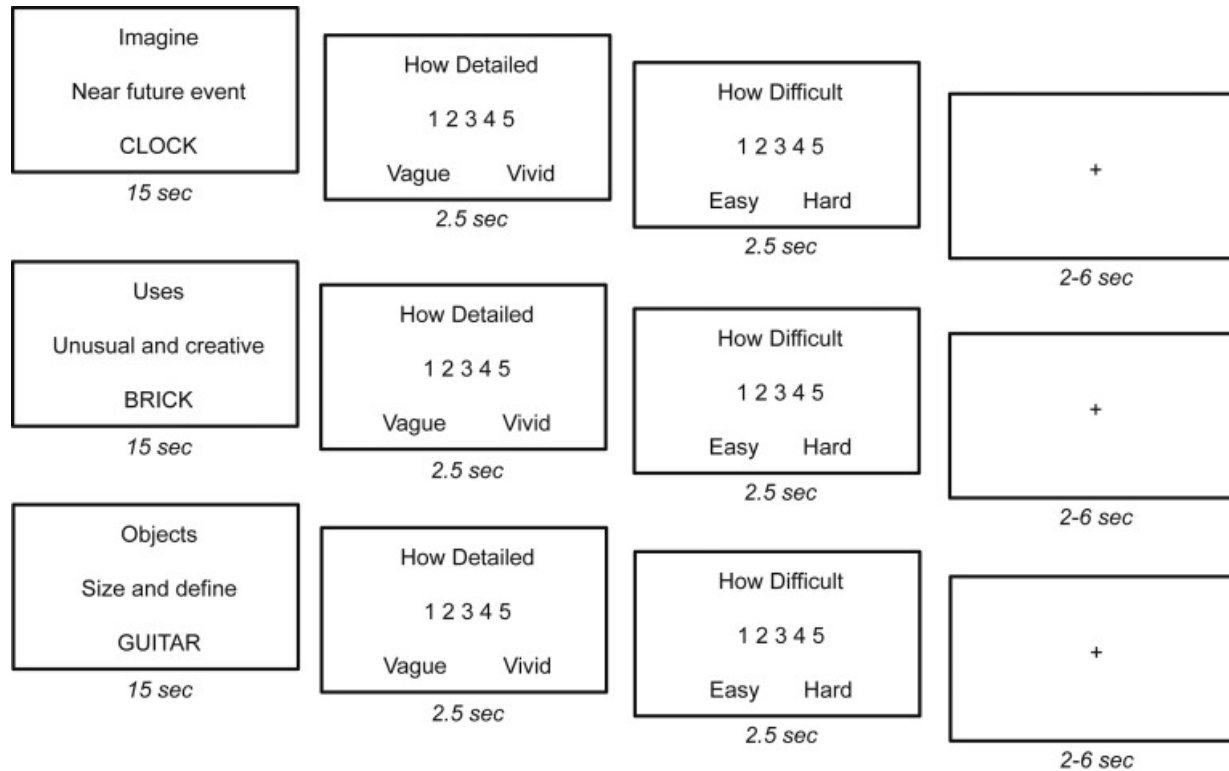 Imagine
Near future event
CLOCK
15 sec
How Detailed
1 2 3 4 5
Vague Vivid
2.5 sec
How Difficult
1 2 3 4 5
Easy Hard
2.5 sec
+
2-6 sec
Uses
Unusual and creative
BRICK
15 sec
How Detailed
1 2 3 4 5
Vague Vivid
2.5 sec
How Difficult
1 2 3 4 5
Easy Hard
2.5 sec
+
2-6 sec
Objects
Size and define
GUITAR
15 sec
How Detailed
1 2 3 4 5
Vague Vivid
2.5 sec
How Difficult
1 2 3 4 5
Easy Hard
2.5 sec
+
2-6 sec